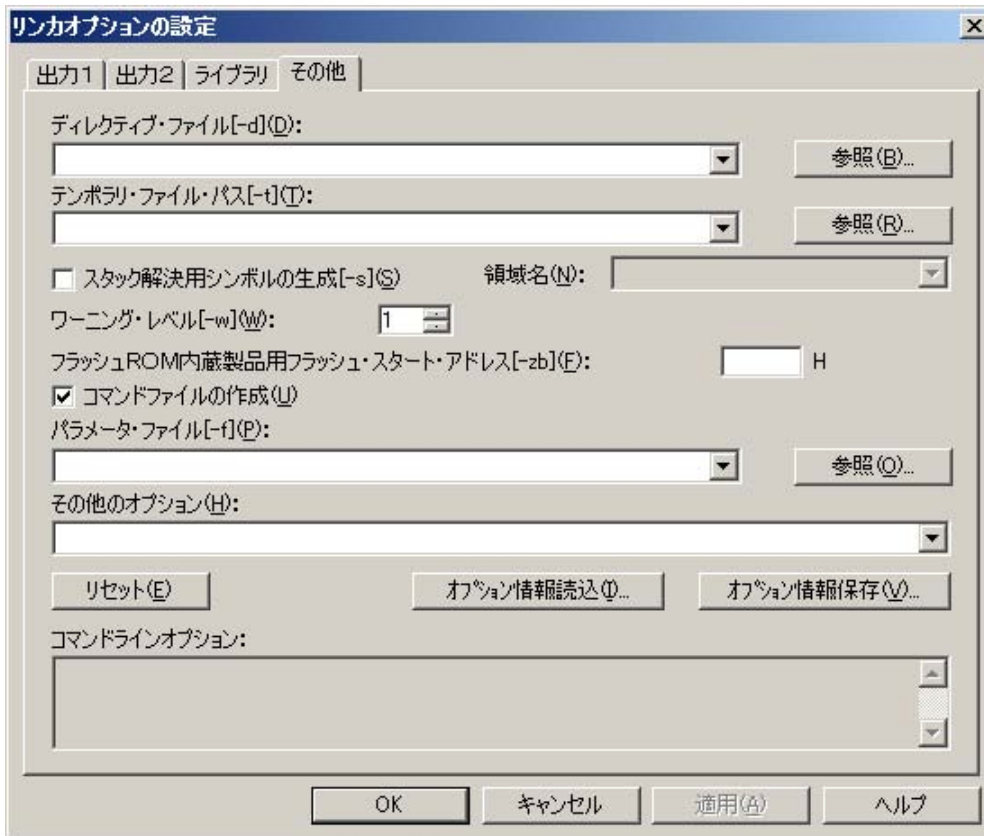 リンカオプションの設定
出力1 出力2 ライブラリ その他
ディレクティブ・ファイル[-d](D):
参照(B)...
テンポラリ・ファイル・パス[-t](T):
参照(R)...
スタック解決用シンボルの生成[-s](S) 領域名(N):
ワーニング・レベル[-w](W): 1
フラッシュROM内蔵製品用フラッシュ・スタート・アドレス[-zb](F): H
コマンドファイルの作成(U)
パラメータ・ファイル[-f](P):
参照(O)...
その他のオプション(H):
リセット(E) オプション情報読込(I)... オプション情報保存(V)...
コマンドラインオプション:
OK キャンセル 適用(A) ヘルプ